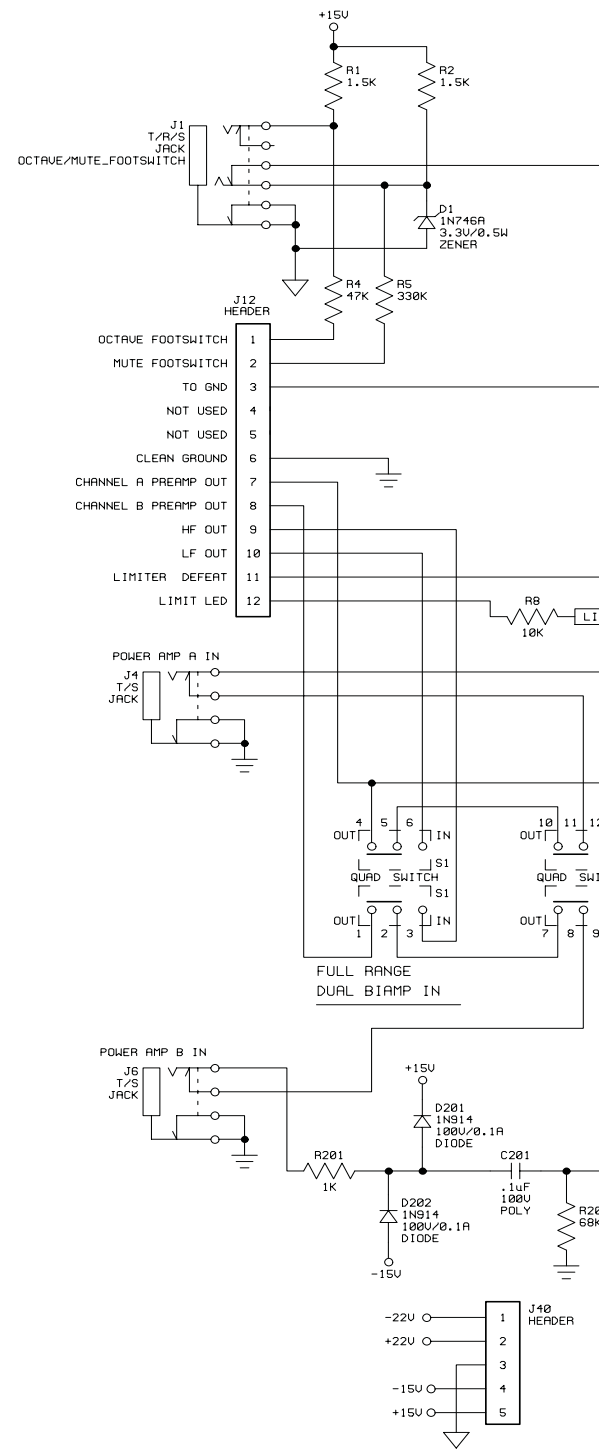 +15V
R1
1.5K
R2
1.5K
J1
T/R/S
JACK
OCTAVE/MUTE_FOOTSWITCH
D1
1N746A
3.3V/0.5W
ZENER
R4
47K
R5
330K
J12
HEADER
OCTAVE FOOTSWITCH 1
MUTE FOOTSWITCH 2
TO GND 3
NOT USED 4
NOT USED 5
CLEAN GROUND 6
CHANNEL A PREAMP OUT 7
CHANNEL B PREAMP OUT 8
HF OUT 9
LF OUT 10
LIMITER DEFEAT 11
LIMIT LED 12
R8
10K
LI
POWER AMP A IN
J4
T/S
JACK
4 5 6
OUT IN
S1
QUAD SWITCH
S1
OUT IN
1 2 3
10 11 12
OUT
QUAD SWI
OUT
7 8 9
FULL RANGE
DUAL BIAMP IN
POWER AMP B IN
J6
T/S
JACK
+15V
D201
1N914
100V/0.1A
DIODE
R201
1K
D202
1N914
100V/0.1A
DIODE
-15V
C201
.1uF
100V
POLY
R20
68K
J40
HEADER
-22V 1
+22V 2
3
-15V 4
+15V 5